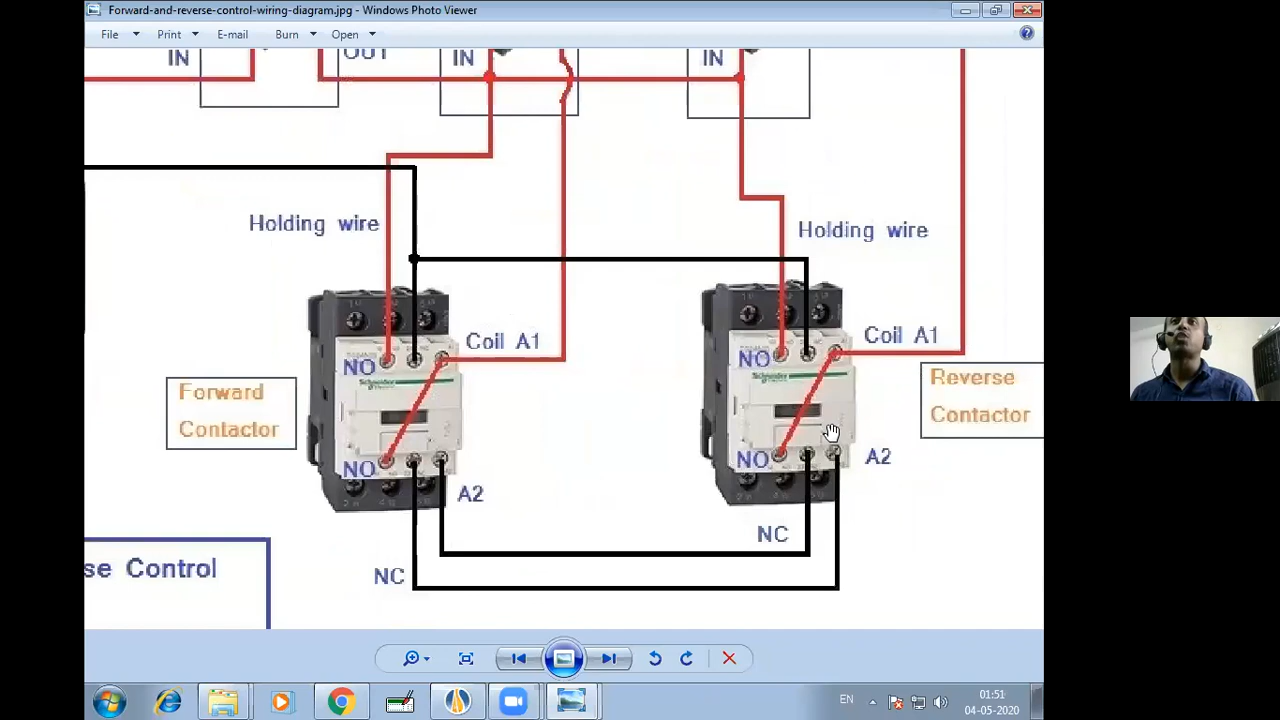 Forward-and-reverse-control-wiring-diagram.jpg - Windows Photo Viewer
File Print E-mail Burn Open
IN OUT IN IN
Holding wire
Holding wire
Coil A1
Coil A1
NO
NO
Schneider
Schneider
Forward
Contactor
Reverse
Contactor
NO
NO
A2
A2
NC
NC
se Control
EN
01:51
04-05-2020